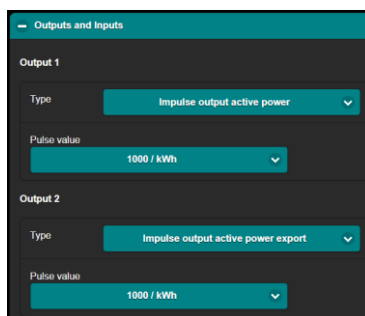 Outputs and Inputs
Output 1
Type Impulse output active power
Pulse value
1000 / kWh
Output 2
Type Impulse output active power export
Pulse value
1000 / kWh